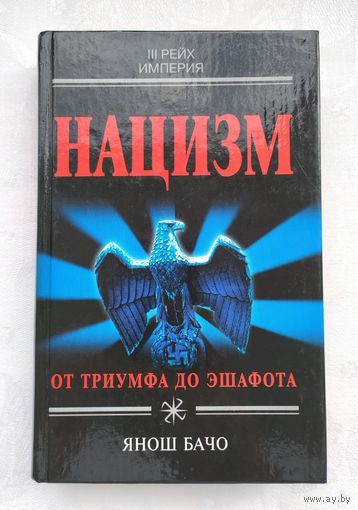 III РЕЙХ
ИМПЕРИЯ
НАЦИЗМ
ОТ ТРИУМФА ДО ЭШАФОТА
ЯНОШ БАЧО
www.ay.by